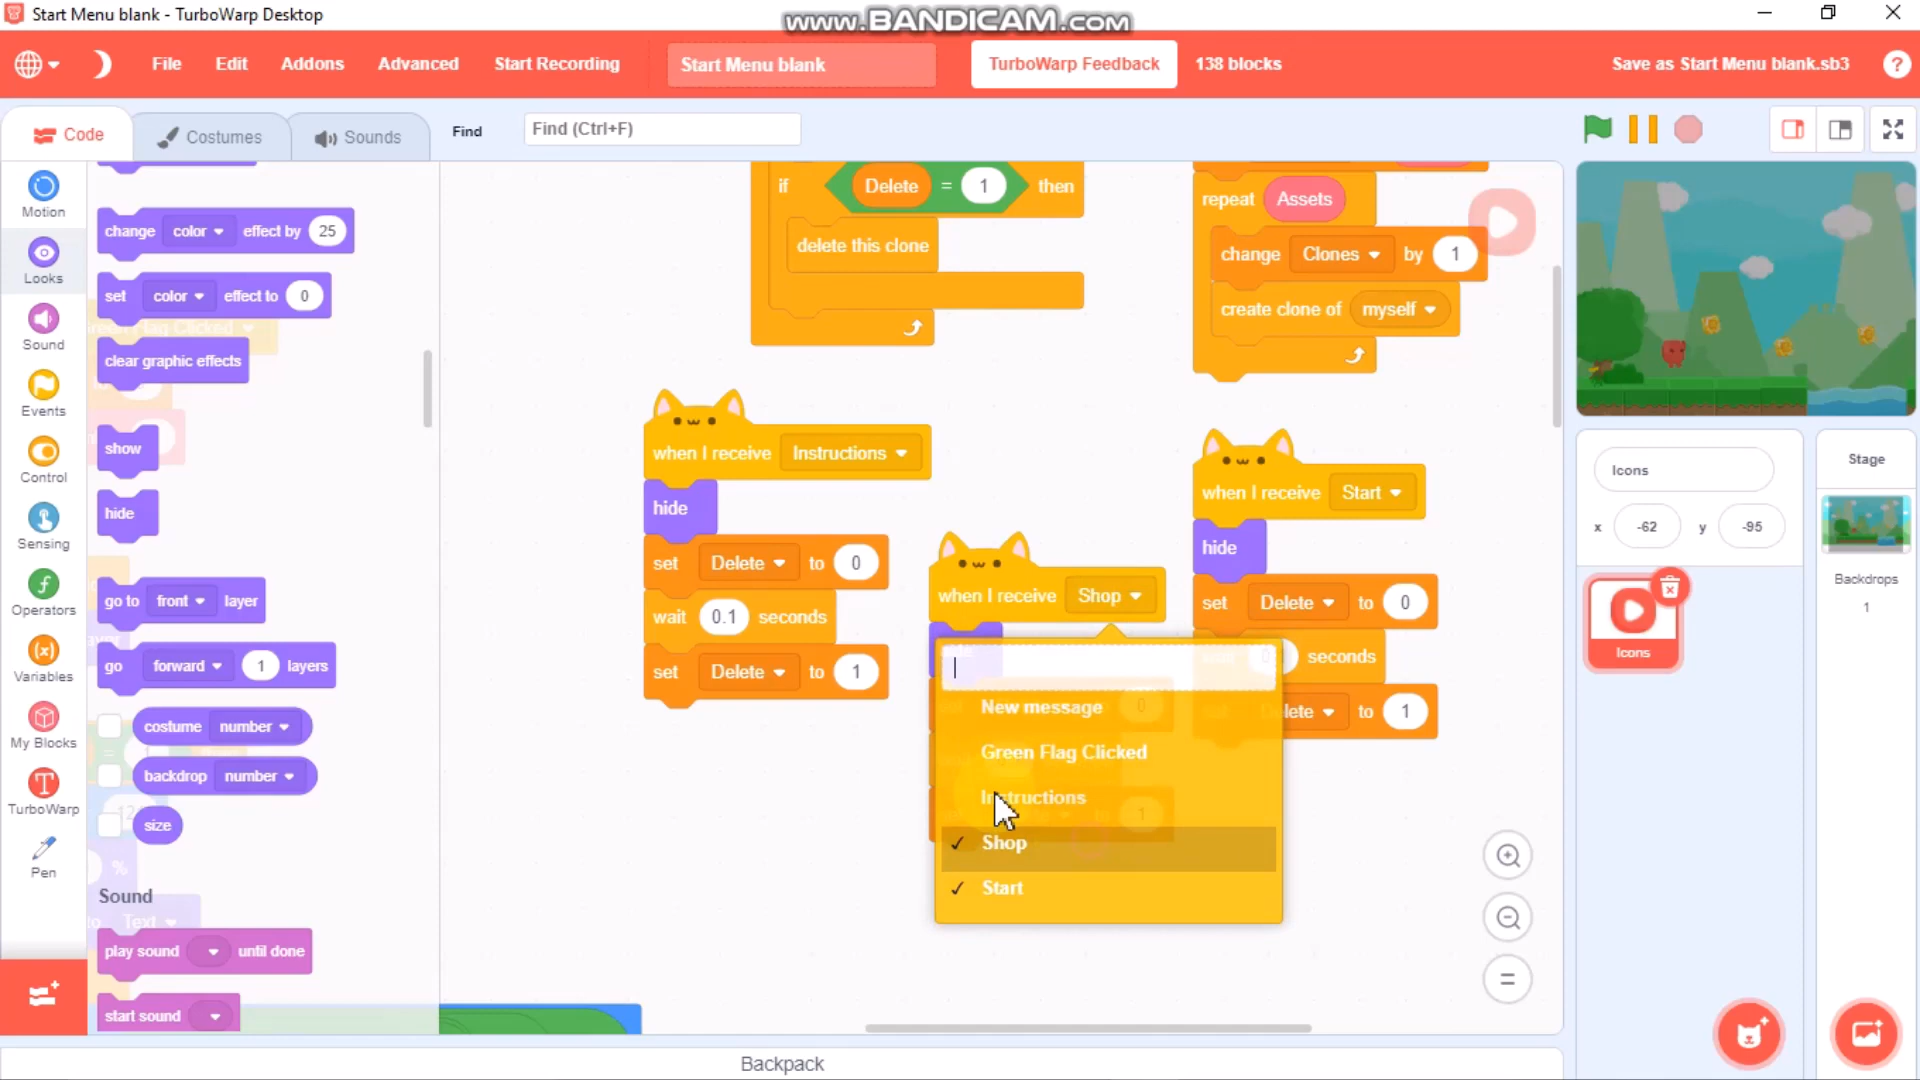 Start Menu blank - TurboWarp Desktop
www.BANDICAM.com
File Edit Addons Advanced Start Recording Start Menu blank TurboWarp Feedback 138 blocks Save as Start Menu blank.sb3 ?
Code Costumes Sounds Find Find (Ctrl+F)
Motion
Looks
Sound
Events
Control
Sensing
Operators
Variables
My Blocks
TurboWarp
Pen
change color effect by 25
set color effect to 0
Green Flag Clicked
clear graphic effects
show
hide
go to front layer
go forward 1 layers
costume number
backdrop number
size
%
Sound
Text
play sound until done
start sound
if Delete = 1 then
delete this clone
repeat Assets
change Clones by 1
create clone of myself
when I receive Instructions
hide
set Delete to 0
wait 0.1 seconds
set Delete to 1
when I receive Shop
New message
Green Flag Clicked
Instructions
✓ Shop
✓ Start
when I receive Start
hide
set Delete to 0
seconds
Delete to 1
Icons
x -62 y -95
Icons
Stage
Backdrops
1
Backpack